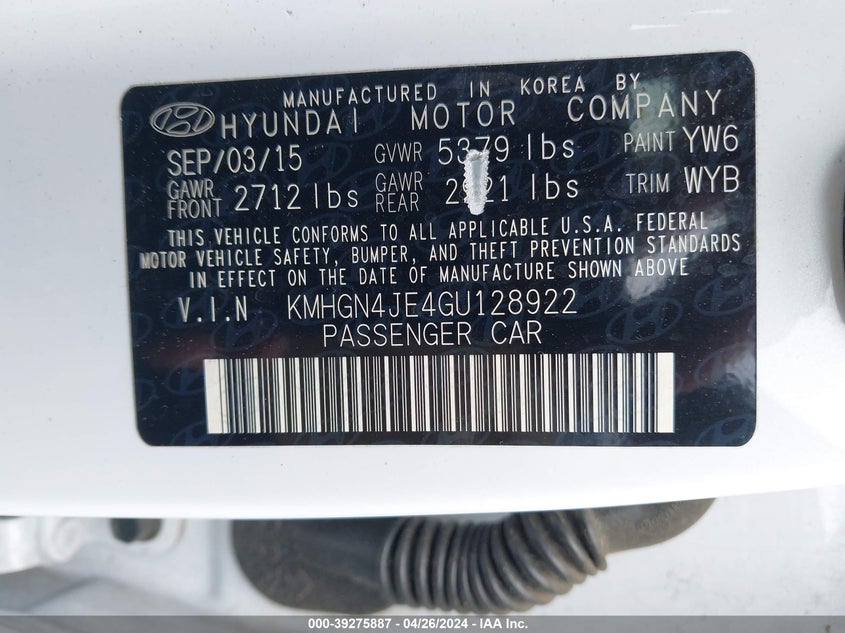 MANUFACTURED IN KOREA BY
HYUNDAI MOTOR COMPANY
SEP/03/15 GVWR 5379 lbs PAINT YW6
GAWR FRONT 2712 lbs GAWR REAR lbs TRIM WYB
THIS VEHICLE CONFORMS TO ALL APPLICABLE U.S.A. FEDERAL
MOTOR VEHICLE SAFETY, BUMPER, AND THEFT PREVENTION STANDARDS
IN EFFECT ON THE DATE OF MANUFACTURE SHOWN ABOVE
V.I.N KMHGN4JE4GU128922
PASSENGER CAR
000-39275887 - 04/26/2024 - IAA Inc.